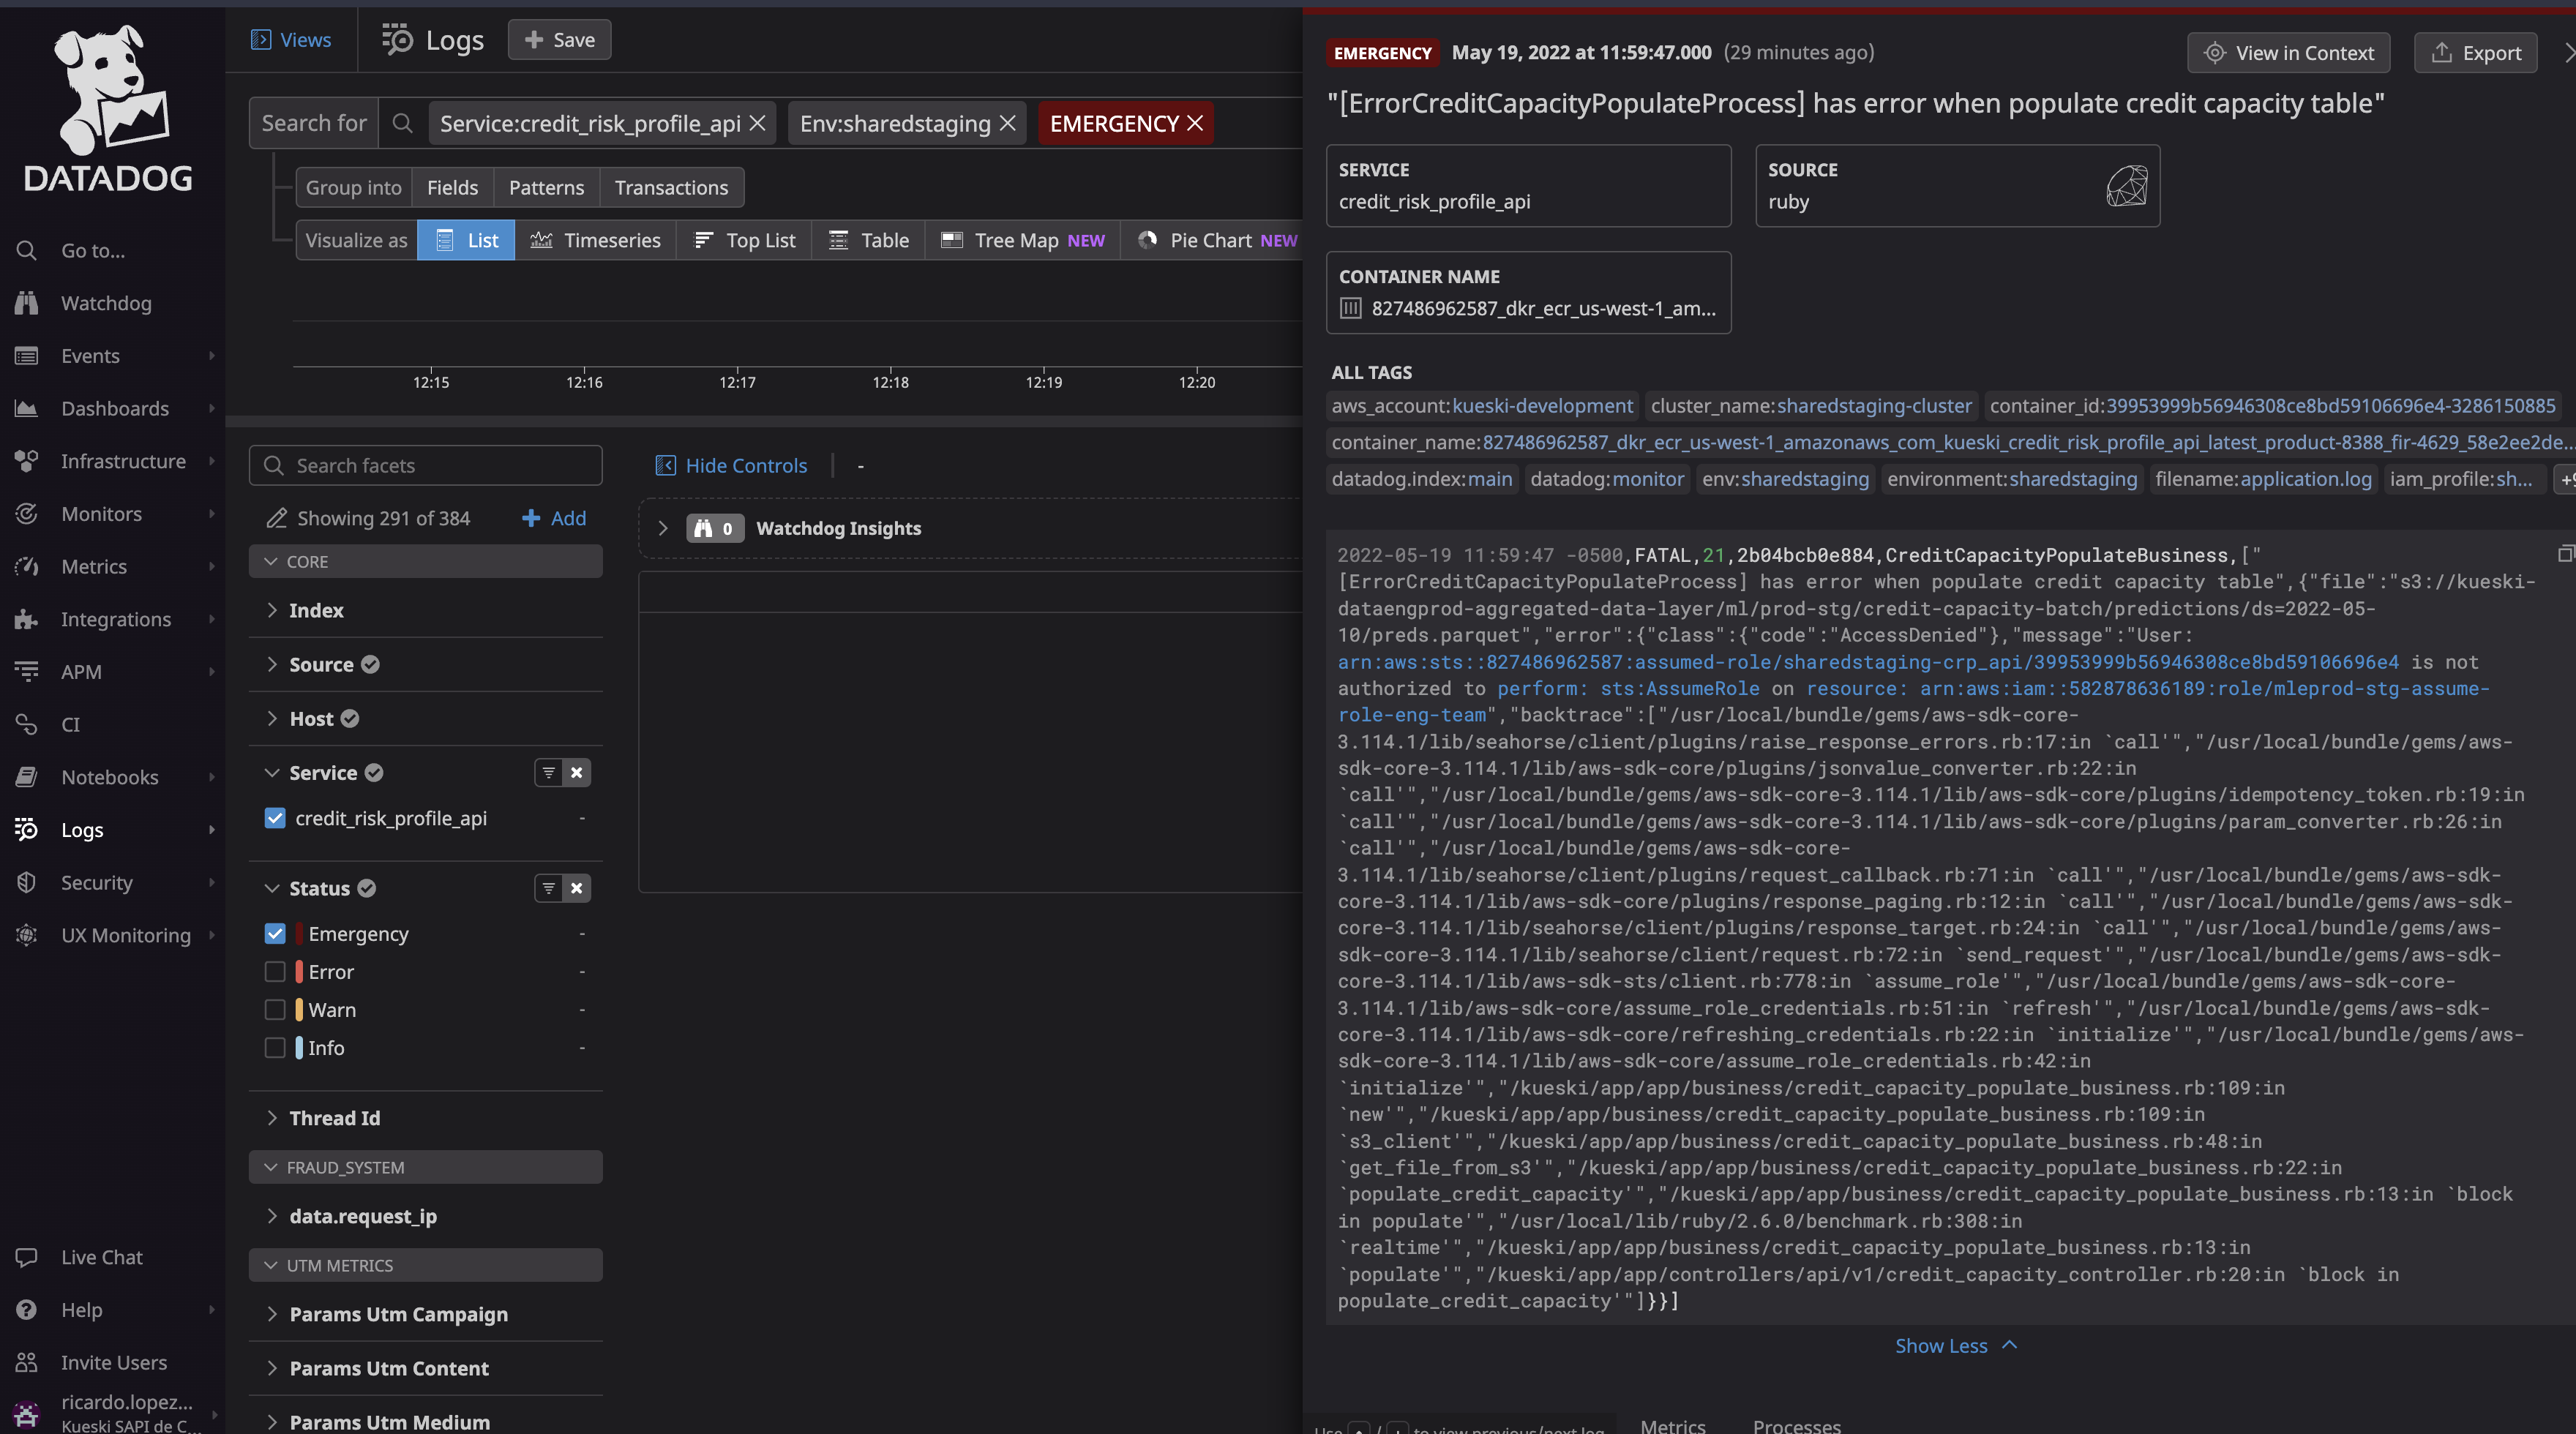 DATADOG
Go to...
Watchdog
Events
Dashboards
Infrastructure
Monitors
Metrics
Integrations
APM
CI
Notebooks
Logs
Security
UX Monitoring
Live Chat
Help
Invite Users
ricardo.lopez...
Kueski SAPI de C...
Views
Logs
Save
Search for
Service:credit_risk_profile_api
Env:sharedstaging
EMERGENCY
Group into Fields Patterns Transactions
Visualize as List Timeseries Top List Table Tree Map NEW Pie Chart NEW
12:15 12:16 12:17 12:18 12:19 12:20
Search facets
Showing 291 of 384
Add
CORE
Index
Source
Host
Service
credit_risk_profile_api -
Status
Emergency -
Error -
Warn -
Info -
Thread Id
FRAUD_SYSTEM
data.request_ip
UTM METRICS
Params Utm Campaign
Params Utm Content
Params Utm Medium
Hide Controls -
0 Watchdog Insights
EMERGENCY May 19, 2022 at 11:59:47.000 (29 minutes ago)
View in Context
Export
"[ErrorCreditCapacityPopulateProcess] has error when populate credit capacity table"
SERVICE
credit_risk_profile_api
SOURCE
ruby
CONTAINER NAME
827486962587_dkr_ecr_us-west-1_am...
ALL TAGS
aws_account:kueski-development cluster_name:sharedstaging-cluster container_id:39953999b56946308ce8bd59106696e4-3286150885
container_name:827486962587_dkr_ecr_us-west-1_amazonaws_com_kueski_credit_risk_profile_api_latest_product-8388_fir-4629_58e2ee2de...
datadog.index:main datadog:monitor env:sharedstaging environment:sharedstaging filename:application.log iam_profile:sh... +9
2022-05-19 11:59:47 -0500,FATAL,21,2b04bcb0e884,CreditCapacityPopulateBusiness,["
[ErrorCreditCapacityPopulateProcess] has error when populate credit capacity table",{"file":"s3://kueski-
dataengprod-aggregated-data-layer/ml/prod-stg/credit-capacity-batch/predictions/ds=2022-05-
10/preds.parquet","error":{"class":{"code":"AccessDenied"},"message":"User:
arn:aws:sts::827486962587:assumed-role/sharedstaging-crp_api/39953999b56946308ce8bd59106696e4 is not
authorized to perform: sts:AssumeRole on resource: arn:aws:iam::582878636189:role/mleprod-stg-assume-
role-eng-team","backtrace":["/usr/local/bundle/gems/aws-sdk-core-
3.114.1/lib/seahorse/client/plugins/raise_response_errors.rb:17:in `call'","/usr/local/bundle/gems/aws-
sdk-core-3.114.1/lib/aws-sdk-core/plugins/jsonvalue_converter.rb:22:in
`call'","/usr/local/bundle/gems/aws-sdk-core-3.114.1/lib/aws-sdk-core/plugins/idempotency_token.rb:19:in
`call'","/usr/local/bundle/gems/aws-sdk-core-3.114.1/lib/aws-sdk-core/plugins/param_converter.rb:26:in
`call'","/usr/local/bundle/gems/aws-sdk-core-
3.114.1/lib/seahorse/client/plugins/request_callback.rb:71:in `call'","/usr/local/bundle/gems/aws-sdk-
core-3.114.1/lib/aws-sdk-core/plugins/response_paging.rb:12:in `call'","/usr/local/bundle/gems/aws-sdk-
core-3.114.1/lib/seahorse/client/plugins/response_target.rb:24:in `call'","/usr/local/bundle/gems/aws-
sdk-core-3.114.1/lib/seahorse/client/request.rb:72:in `send_request'","/usr/local/bundle/gems/aws-sdk-
core-3.114.1/lib/aws-sdk-sts/client.rb:778:in `assume_role'","/usr/local/bundle/gems/aws-sdk-core-
3.114.1/lib/aws-sdk-core/assume_role_credentials.rb:51:in `refresh'","/usr/local/bundle/gems/aws-sdk-
core-3.114.1/lib/aws-sdk-core/refreshing_credentials.rb:22:in `initialize'","/usr/local/bundle/gems/aws-
sdk-core-3.114.1/lib/aws-sdk-core/assume_role_credentials.rb:42:in
`initialize'","/kueski/app/app/business/credit_capacity_populate_business.rb:109:in
`new'","/kueski/app/app/business/credit_capacity_populate_business.rb:109:in
`s3_client'","/kueski/app/app/business/credit_capacity_populate_business.rb:48:in
`get_file_from_s3'","/kueski/app/app/business/credit_capacity_populate_business.rb:22:in
`populate_credit_capacity'","/kueski/app/app/business/credit_capacity_populate_business.rb:13:in `block
in populate'","/usr/local/lib/ruby/2.6.0/benchmark.rb:308:in
`realtime'","/kueski/app/app/business/credit_capacity_populate_business.rb:13:in
`populate'","/kueski/app/app/controllers/api/v1/credit_capacity_controller.rb:20:in `block in
populate_credit_capacity'"]}}]
Show Less
Use / to view previous/next log
Metrics
Processes